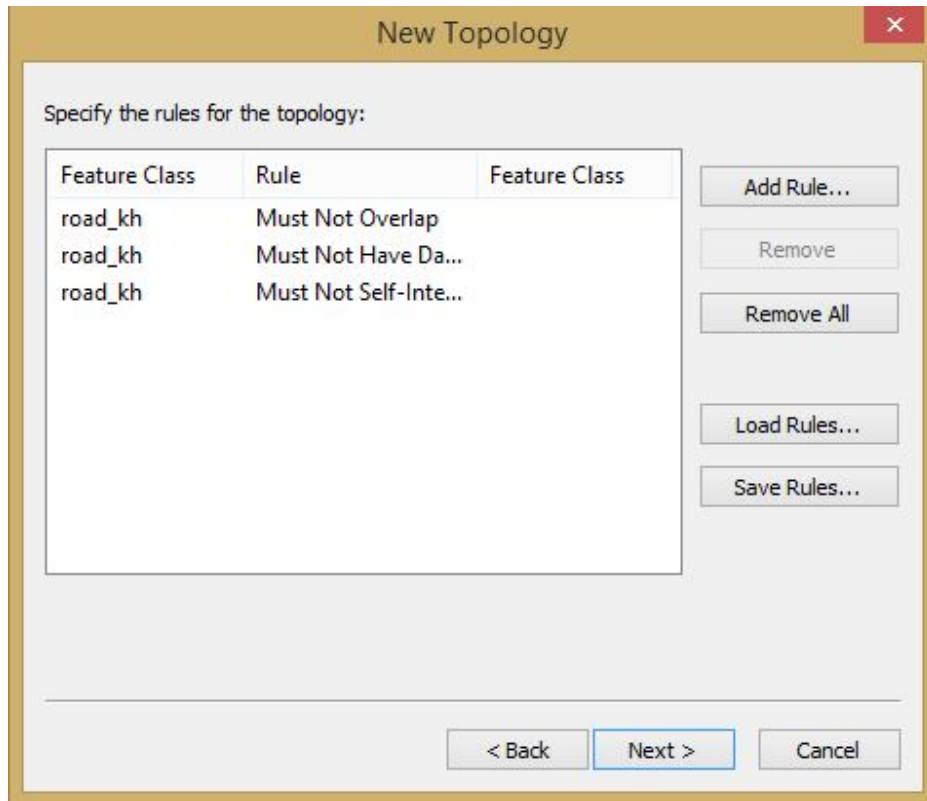 New Topology
Specify the rules for the topology:
Feature Class Rule Feature Class
road_kh Must Not Overlap
road_kh Must Not Have Da...
road_kh Must Not Self-Inte...
Add Rule...
Remove
Remove All
Load Rules...
Save Rules...
< Back Next > Cancel